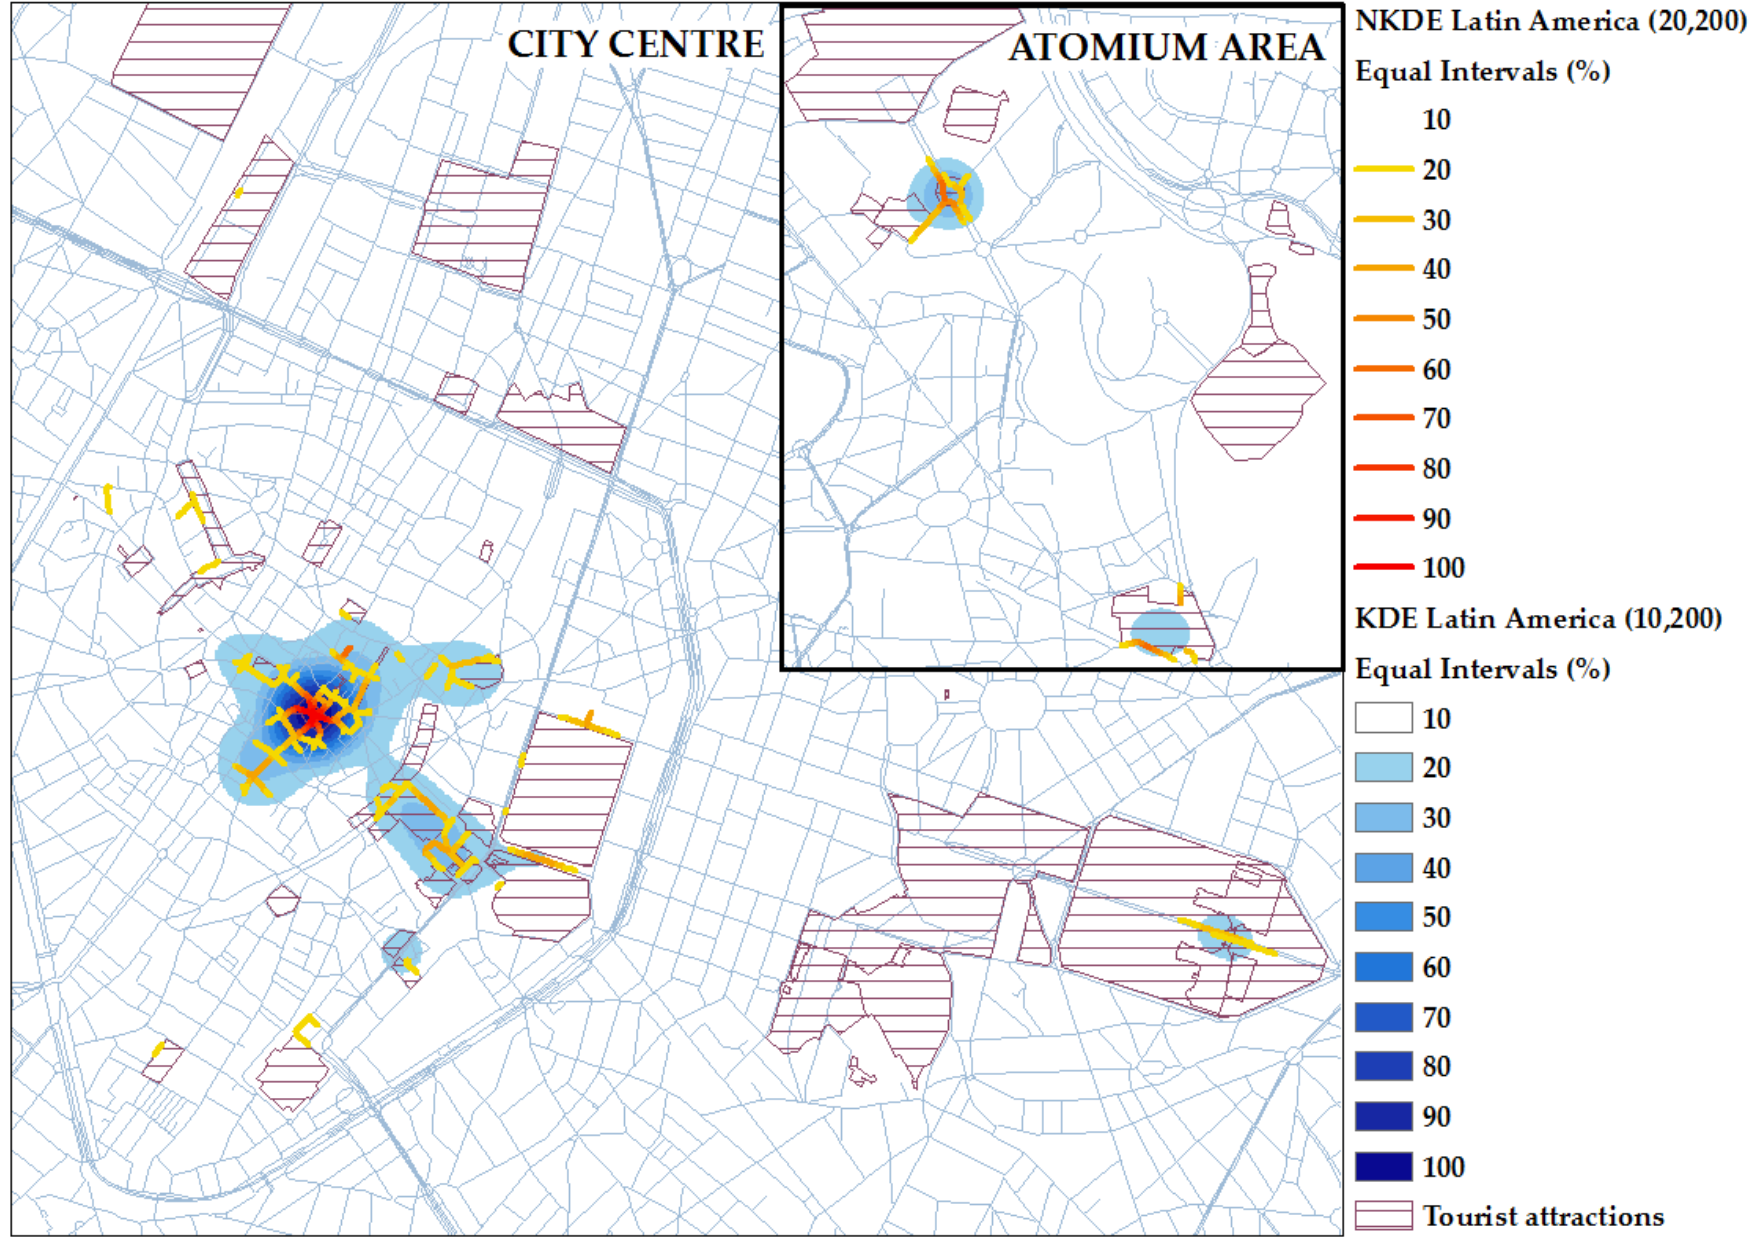 CITY CENTRE
ATOMIUM AREA
NKDE Latin America (20,200)
Equal Intervals (%)
10
20
30
40
50
60
70
80
90
100
KDE Latin America (10,200)
Equal Intervals (%)
10
20
30
40
50
60
70
80
90
100
Tourist attractions